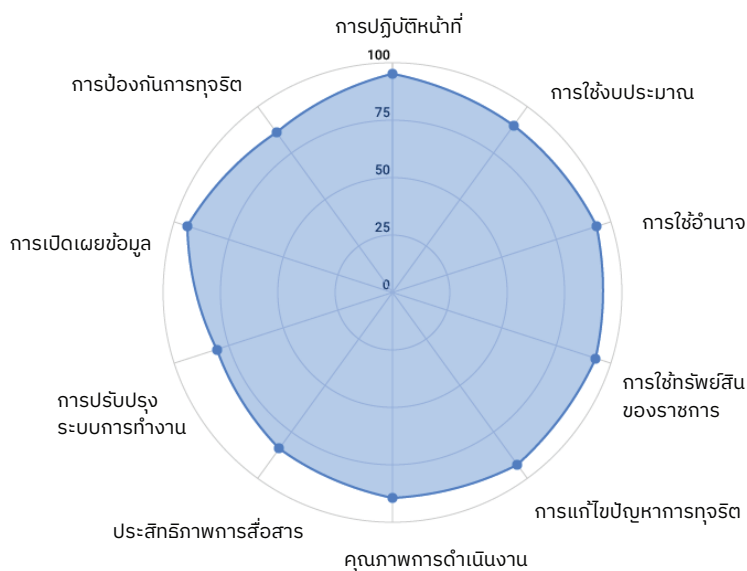 การปฏิบัติหน้าที่
100
การป้องกันการทุจริต
การใช้งบประมาณ
75
50
การเปิดเผยข้อมูล
การใช้อำนาจ
25
0
การปรับปรุง
ระบบการทำงาน
การใช้ทรัพย์สิน
ของราชการ
ประสิทธิภาพการสื่อสาร
การแก้ไขปัญหาการทุจริต
คุณภาพการดำเนินงาน